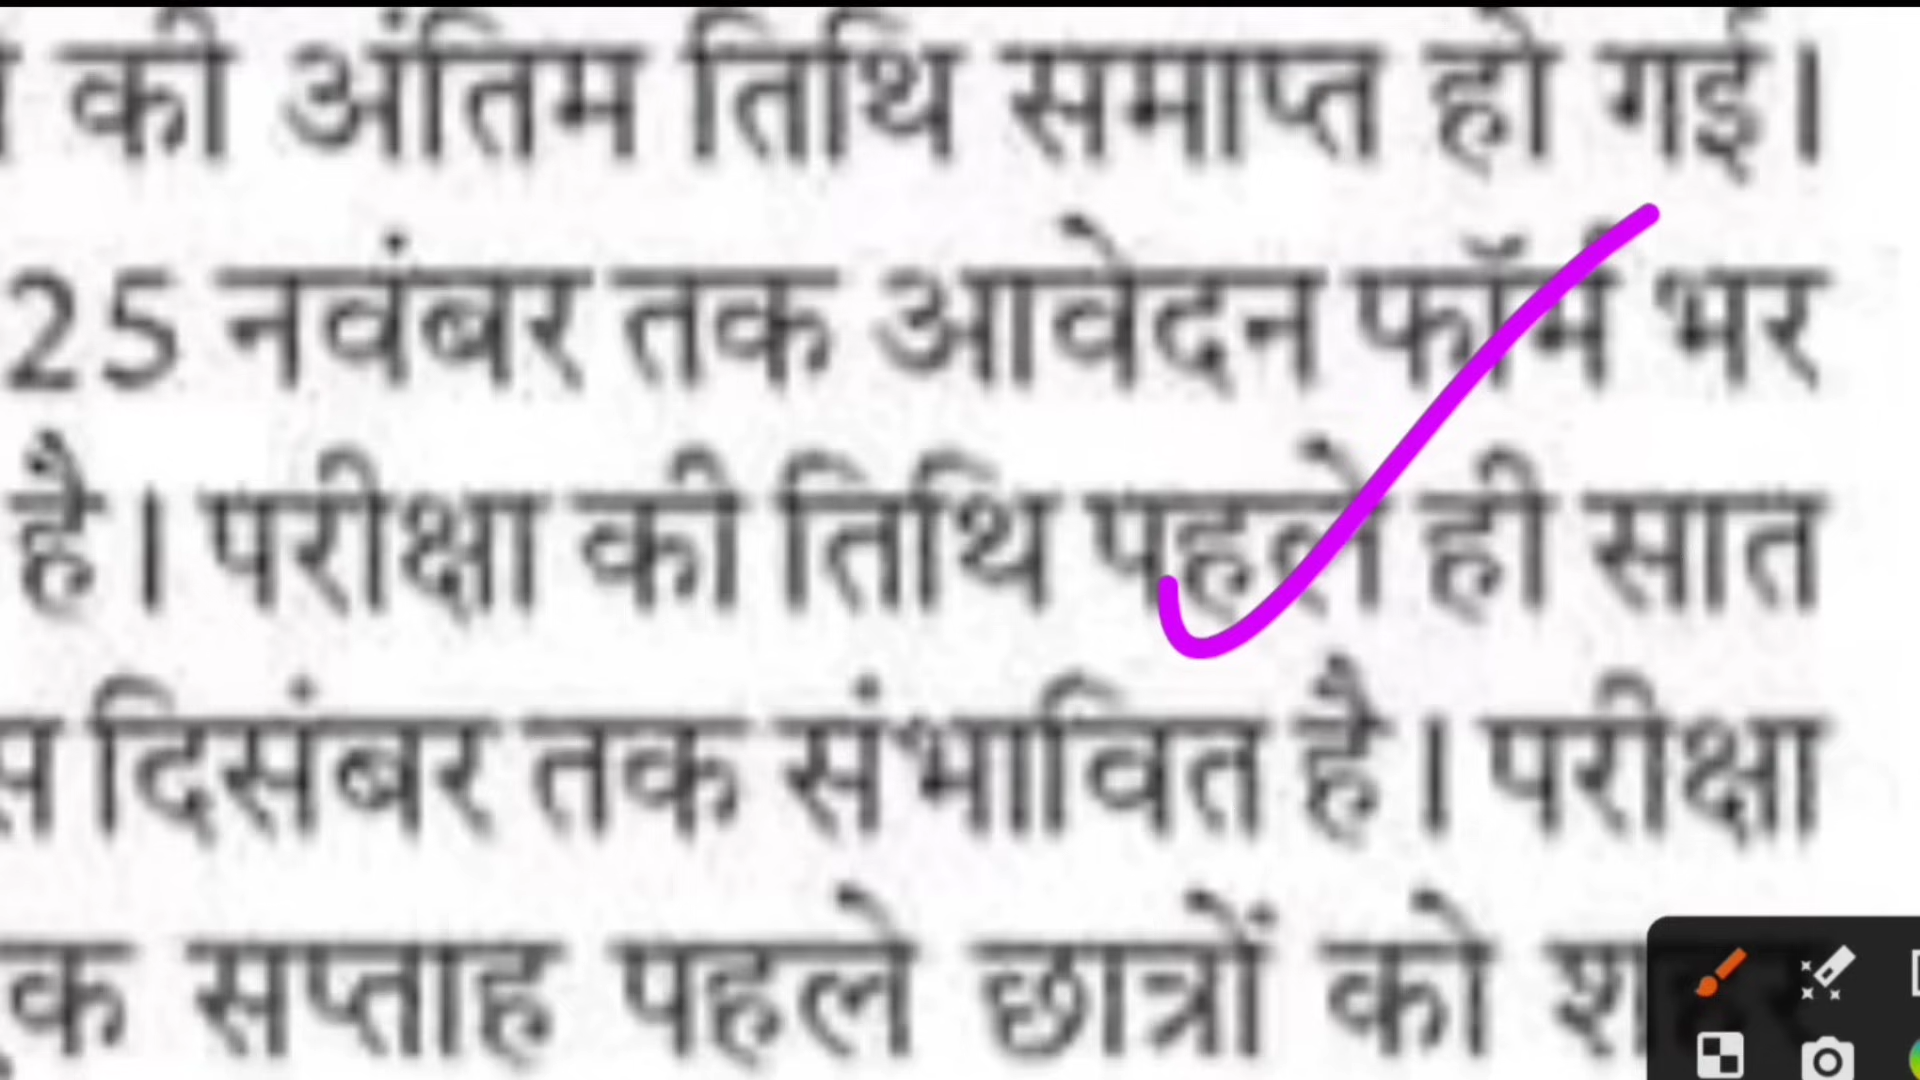 की अंतिम तिथि समाप्त हो गई।
25 नवंबर तक आवेदन फॉर्म भर
है। परीक्षा की तिथि पहले ही सात
दिसंबर तक संभावित है। परीक्षा
सप्ताह पहले छात्रों को